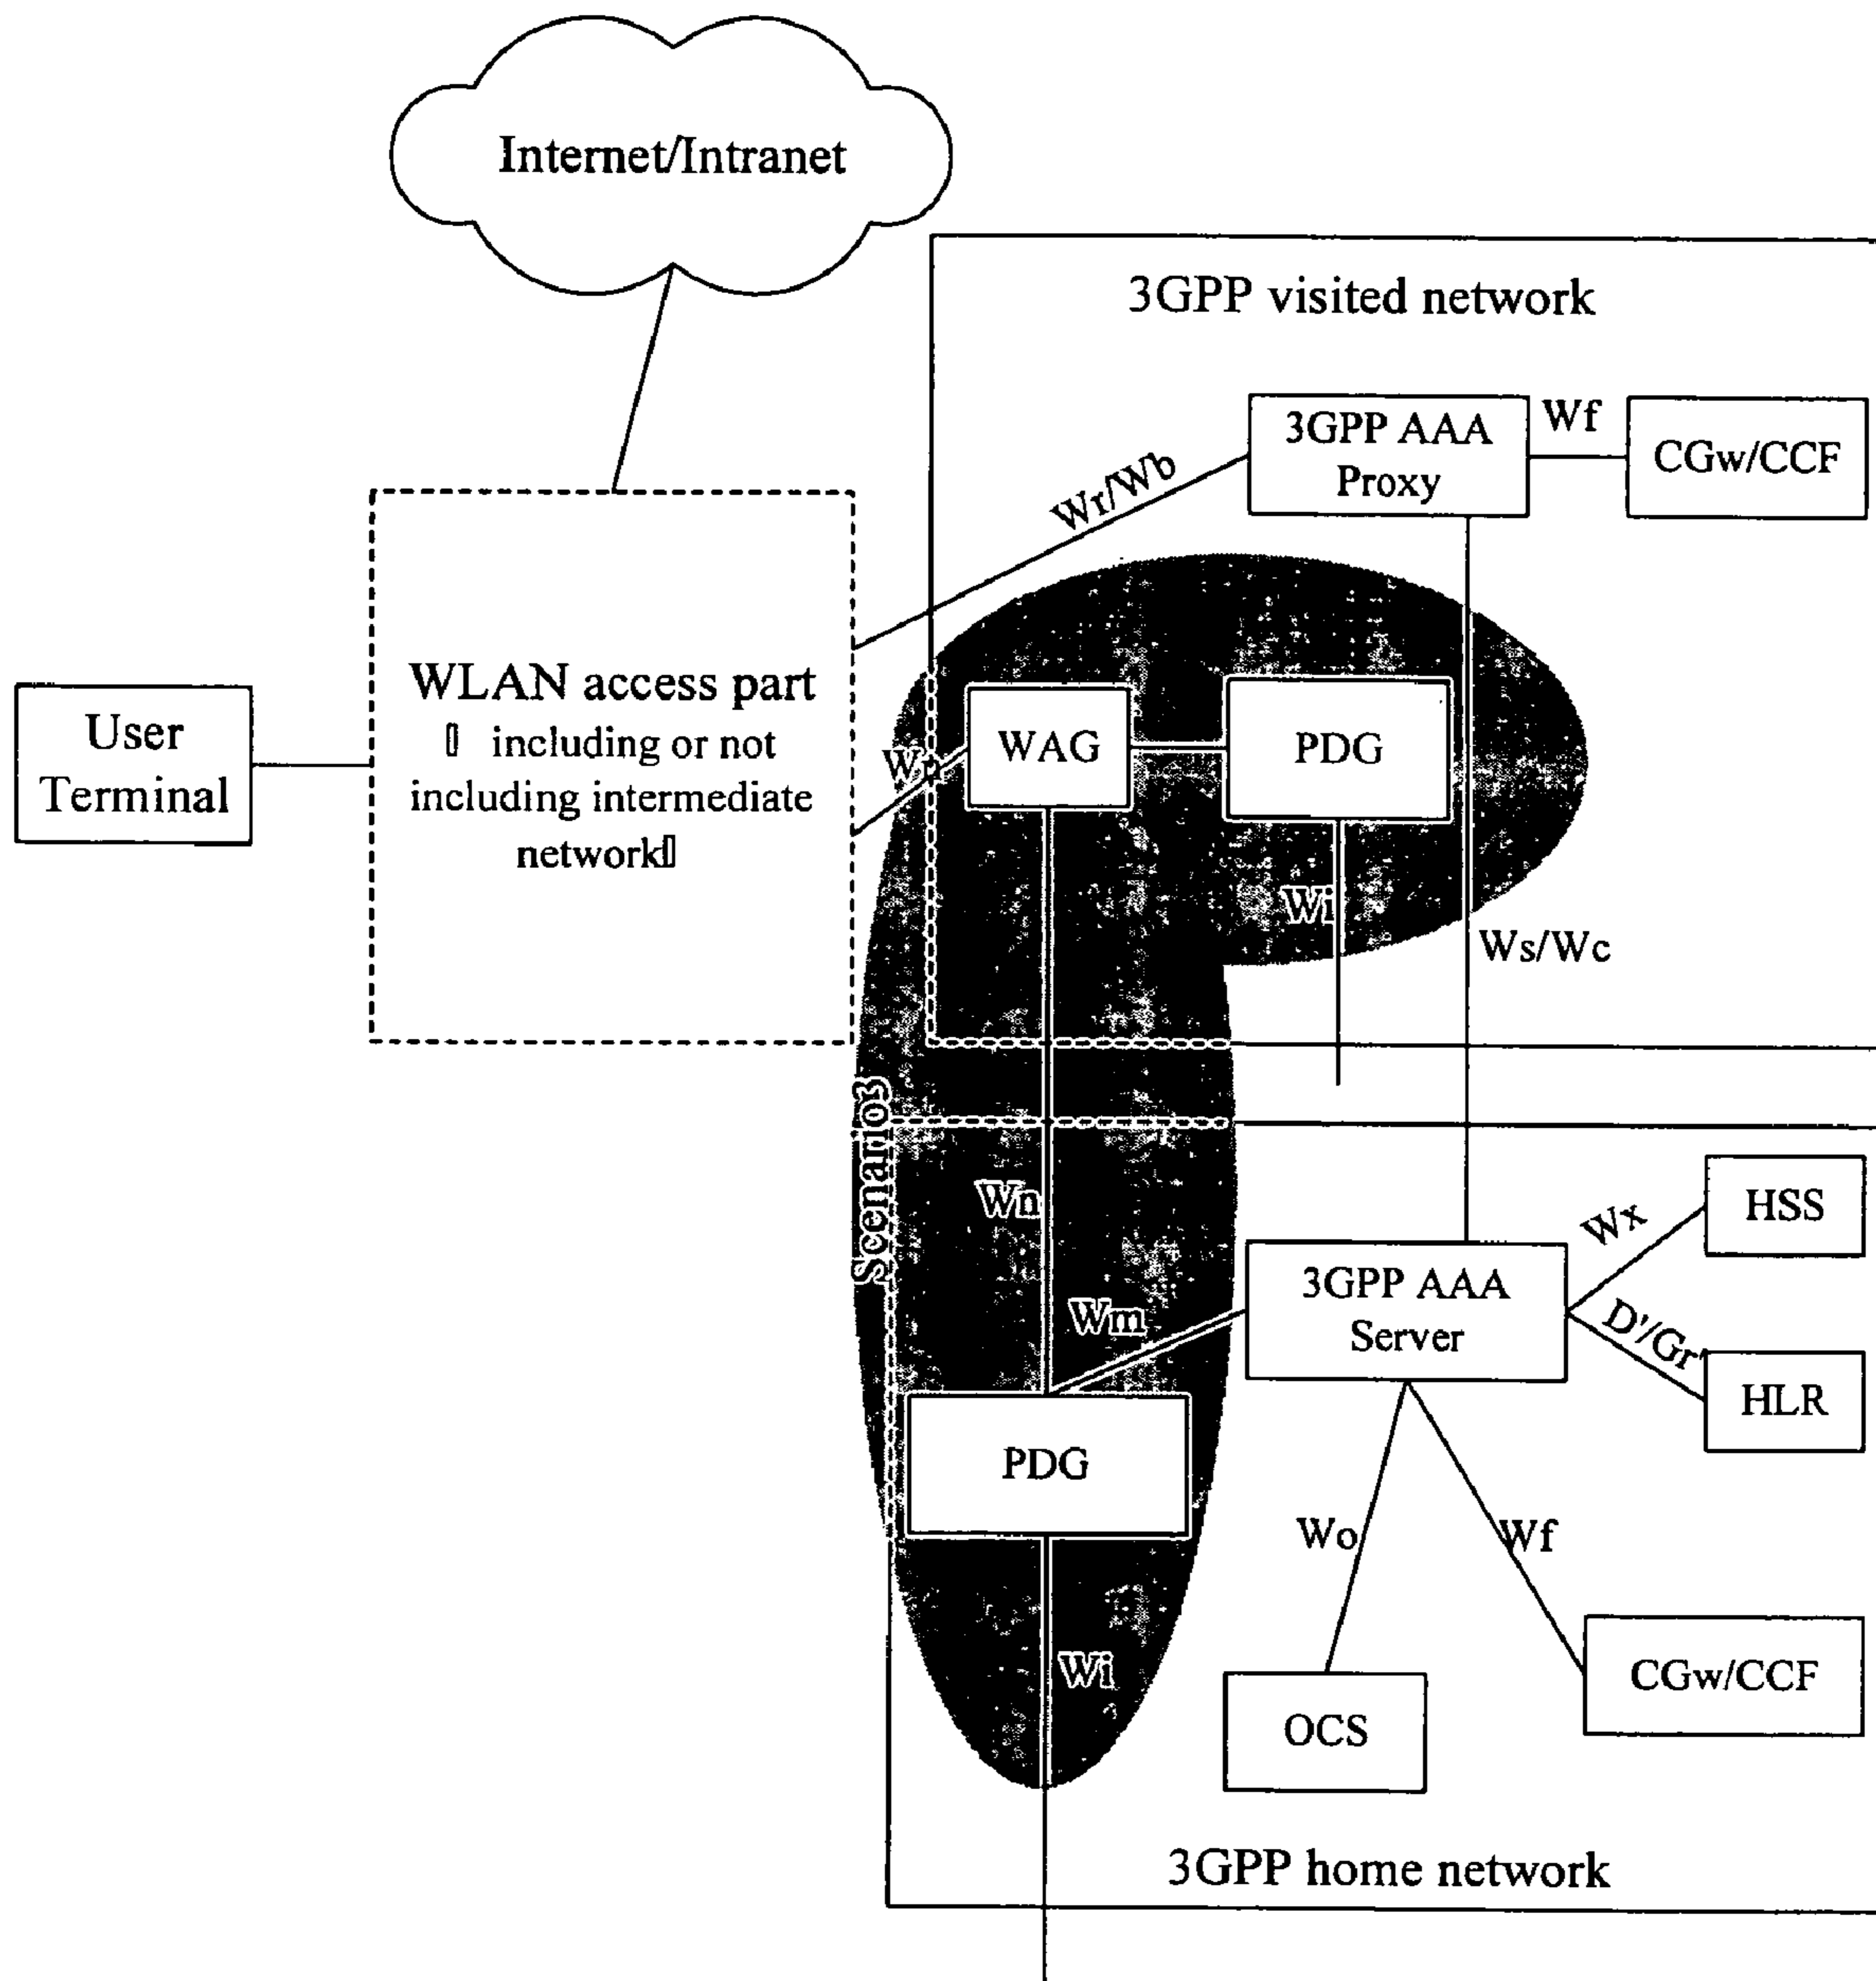 Internet/Intranet
3GPP visited network
3GPP AAA
Proxy
Wf
CGw/CCF
Wr/Wb
User
Terminal
WLAN access part
including or not
including intermediate
network
Wn
WAG
PDG
Wi
Ws/Wc
Scenario3
Wn
Wm
3GPP AAA
Server
Wx
HSS
D'/Gr'
HLR
PDG
Wo
Wf
Wi
OCS
CGw/CCF
3GPP home network